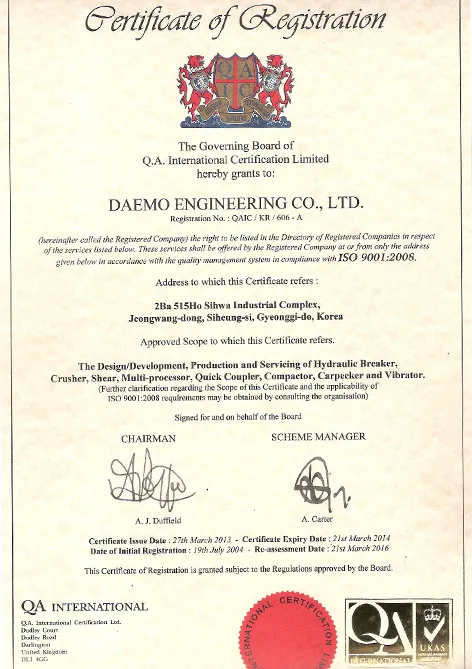 Certificate of Registration
QA
IC
The Governing Board of
Q.A. International Certification Limited
hereby grants to:
DAEMO ENGINEERING CO., LTD.
Registration No. : QAIC / KR / 606 - A
(hereinafter called the Registered Company) the right to be listed in the Directory of Registered Companies in respect
of the services listed below. These services shall be offered by the Registered Company at or from only the address
given below in accordance with the quality management system in compliance with ISO 9001:2008.
Address to which this Certificate refers :
2Ba 515Ho Sihwa Industrial Complex,
Jeongwang-dong, Siheung-si, Gyeonggi-do, Korea
Approved Scope to which this Certificate refers.
The Design/Development, Production and Servicing of Hydraulic Breaker,
Crusher, Shear, Multi-processor, Quick Coupler, Compactor, Carpecker and Vibrator.
(Further clarification regarding the Scope of this Certificate and the applicability of
ISO 9001:2008 requirements may be obtained by consulting the organisation)
Signed for and on behalf of the Board
CHAIRMAN SCHEME MANAGER
A. J. Duffield A. Carter
Certificate Issue Date : 27th March 2013 - Certificate Expiry Date : 21st March 2014
Date of Initial Registration : 19th July 2004 - Re-assessment Date : 21st March 2016
This Certificate of Registration is granted subject to the Regulations approved by the Board.
QA INTERNATIONAL
Q.A. International Certification Ltd.
Dudley Court
Dudley Road
Darlington
United Kingdom
DL1 4GG
INTERNATIONAL CERTIFICATION
QA
INTERNATIONAL
UKAS